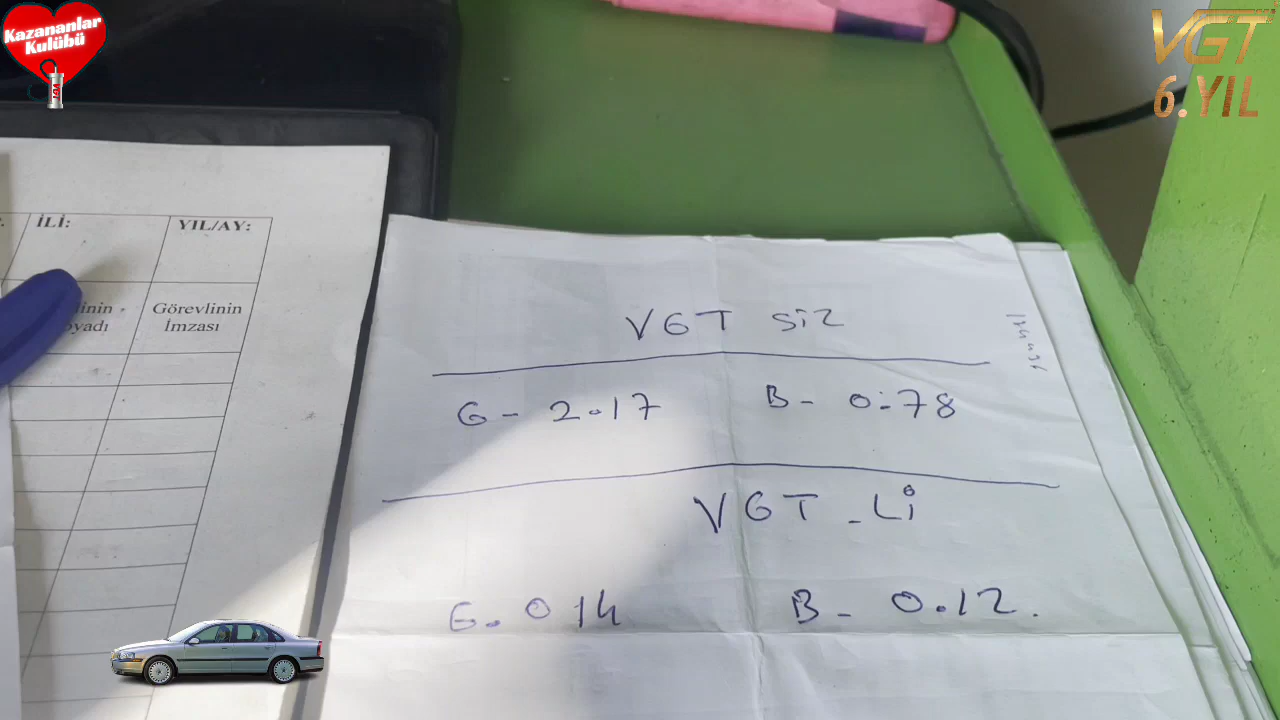 Kazananlar
Kulübü
VGT
6.YIL
İLİ:
YIL/AY:
Görevlinin
İmzası
VGT siz
G - 2.17
B - 0.78
VGT -Li
G. 0 14
B - 0.12.